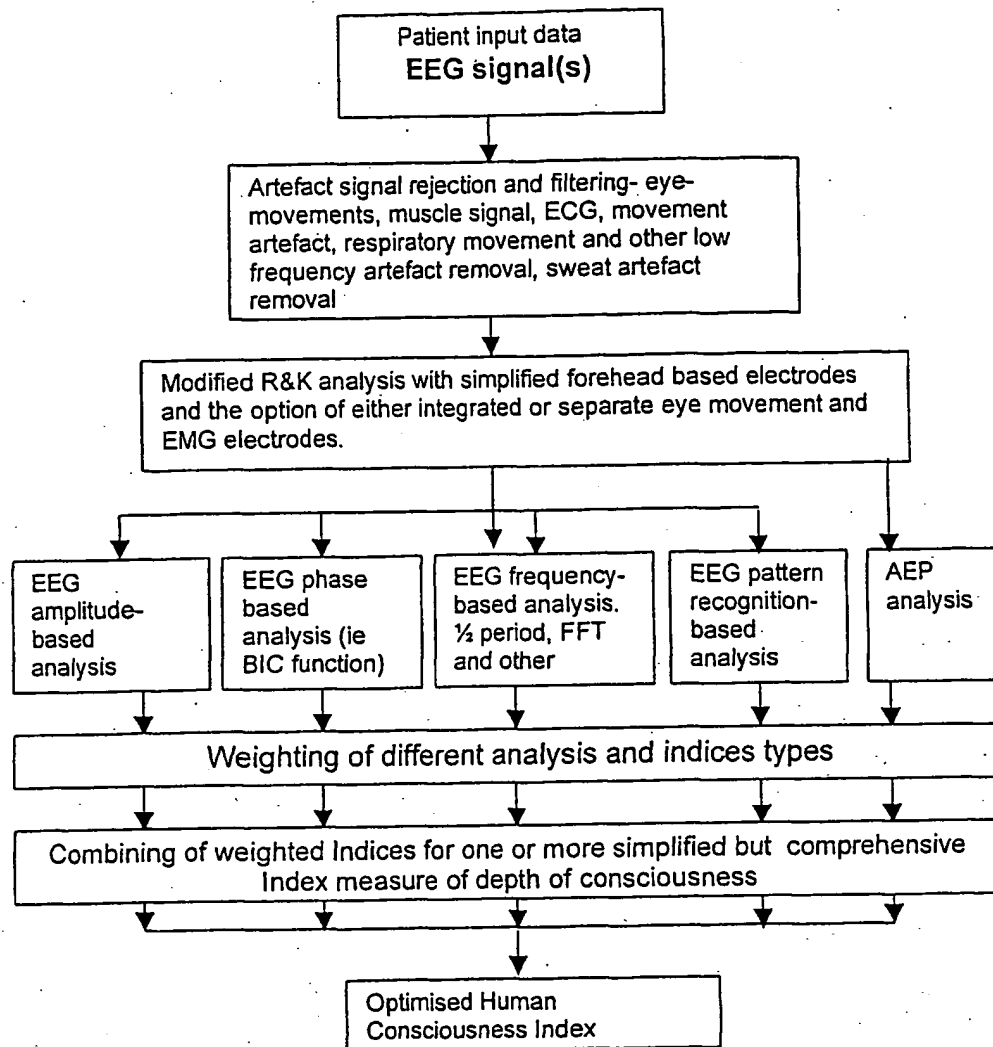 Patient input data
EEG signal(s)
Artefact signal rejection and filtering- eye-
movements, muscle signal, ECG, movement
artefact, respiratory movement and other low
frequency artefact removal, sweat artefact
removal
Modified R&K analysis with simplified forehead based electrodes
and the option of either integrated or separate eye movement and
EMG electrodes.
EEG
amplitude-
based
analysis
EEG phase
based
analysis (ie
BIC function)
EEG frequency-
based analysis.
½ period, FFT
and other
EEG pattern
recognition-
based
analysis
AEP
analysis
Weighting of different analysis and indices types
Combining of weighted Indices for one or more simplified but comprehensive
Index measure of depth of consciousness
Optimised Human
Consciousness Index